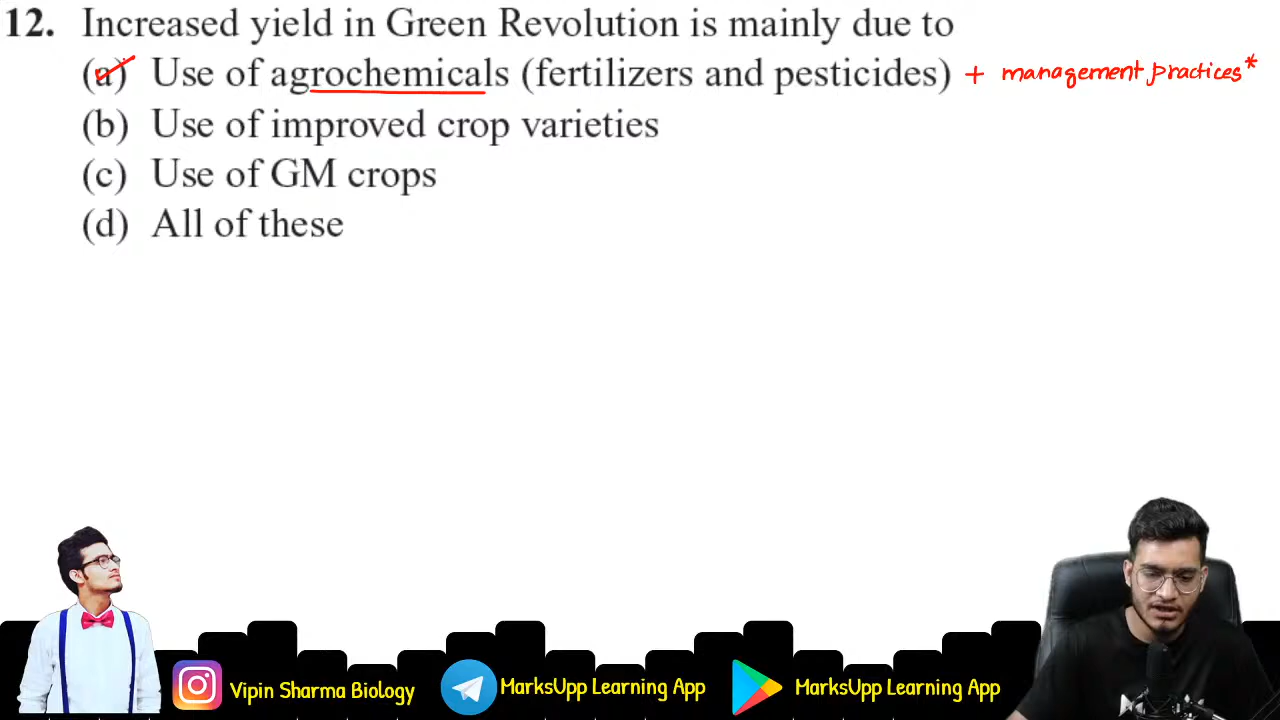 12. Increased yield in Green Revolution is mainly due to
(a) Use of agrochemicals (fertilizers and pesticides) + management practices*
(b) Use of improved crop varieties
(c) Use of GM crops
(d) All of these
Vipin Sharma Biology
MarksUpp Learning App
MarksUpp Learning App